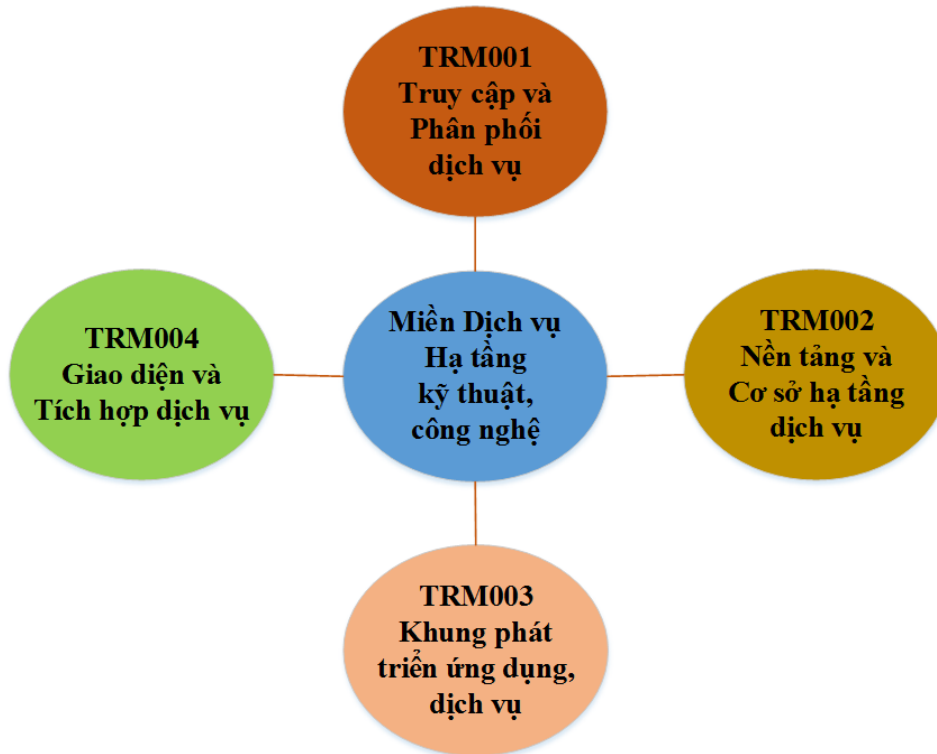 TRM001
Truy cập và
Phân phối
dịch vụ
TRM004
Giao diện và
Tích hợp dịch vụ
Miền Dịch vụ
Hạ tầng
kỹ thuật,
công nghệ
TRM002
Nền tảng và
Cơ sở hạ tầng
dịch vụ
TRM003
Khung phát
triển ứng dụng,
dịch vụ